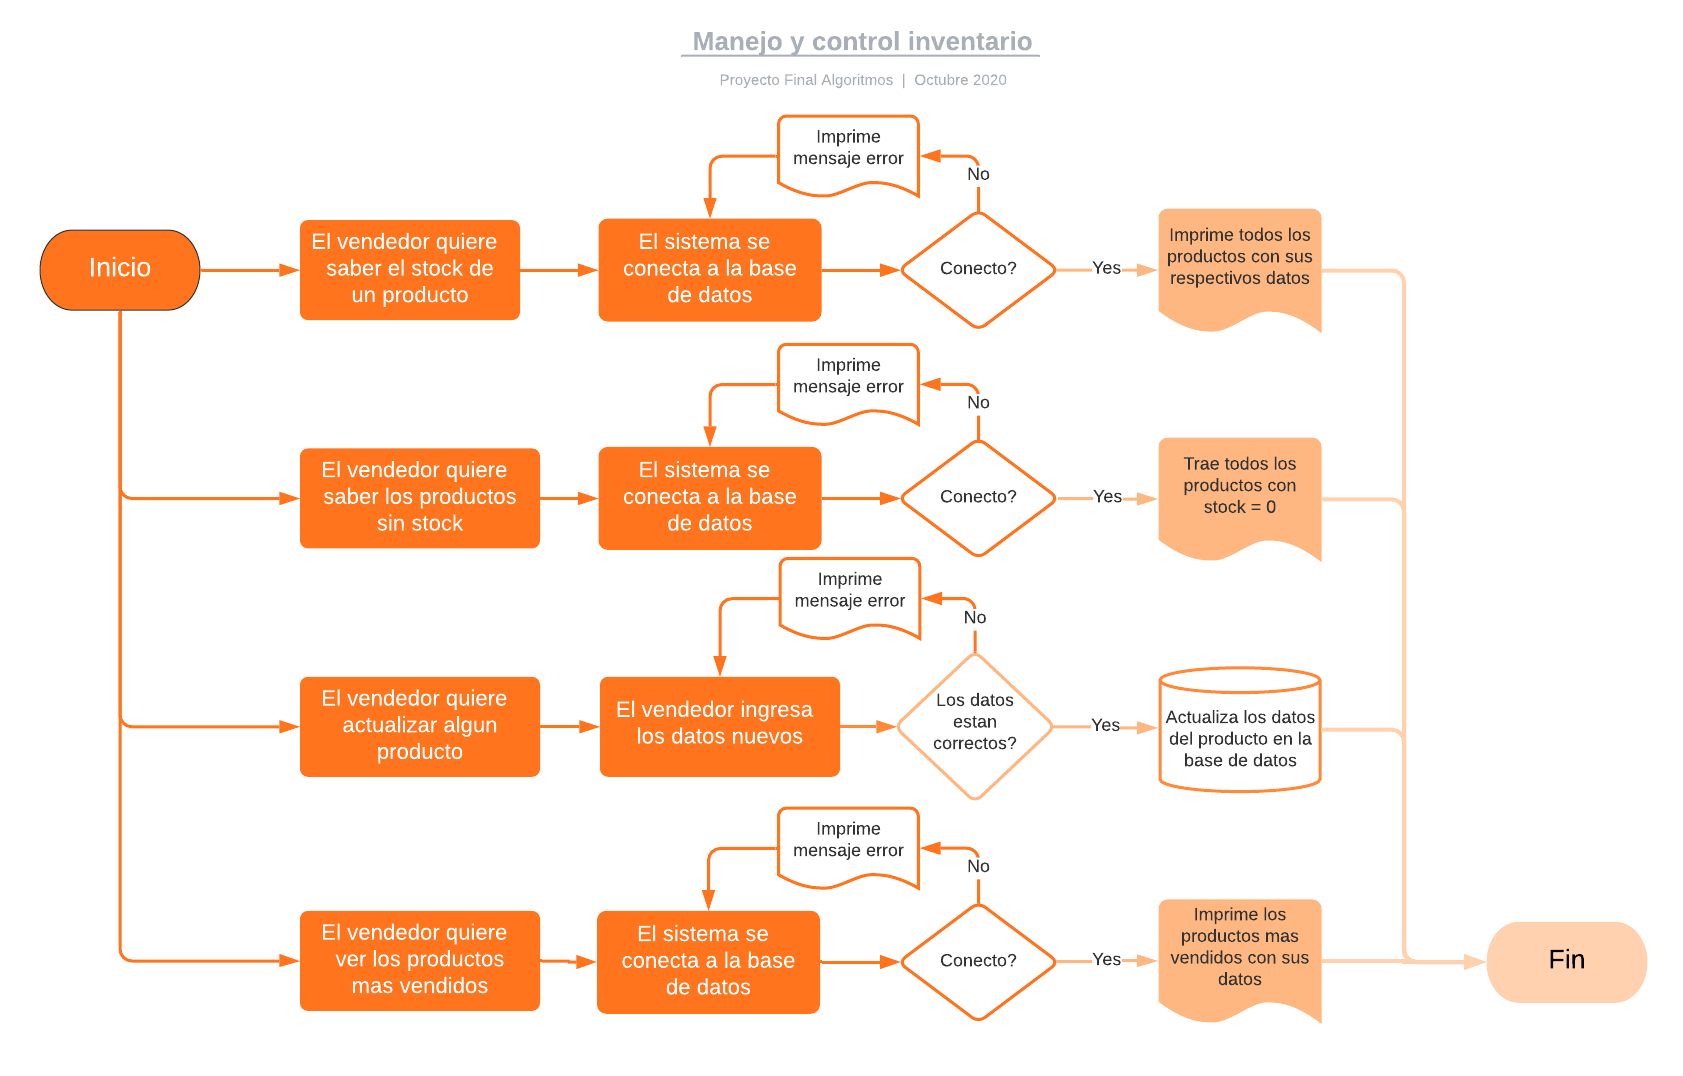 Manejo y control inventario
Proyecto Final Algoritmos | Octubre 2020
Inicio
El vendedor quiere
saber el stock de
un producto
El sistema se
conecta a la base
de datos
Imprime
mensaje error
No
Conecto?
Yes
Imprime todos los
productos con sus
respectivos datos
El vendedor quiere
saber los productos
sin stock
El sistema se
conecta a la base
de datos
Imprime
mensaje error
No
Conecto?
Yes
Trae todos los
productos con
stock = 0
El vendedor quiere
actualizar algun
producto
El vendedor ingresa
los datos nuevos
Imprime
mensaje error
No
Los datos
estan
correctos?
Yes
Actualiza los datos
del producto en la
base de datos
El vendedor quiere
ver los productos
mas vendidos
El sistema se
conecta a la base
de datos
Imprime
mensaje error
No
Conecto?
Yes
Imprime los
productos mas
vendidos con sus
datos
Fin